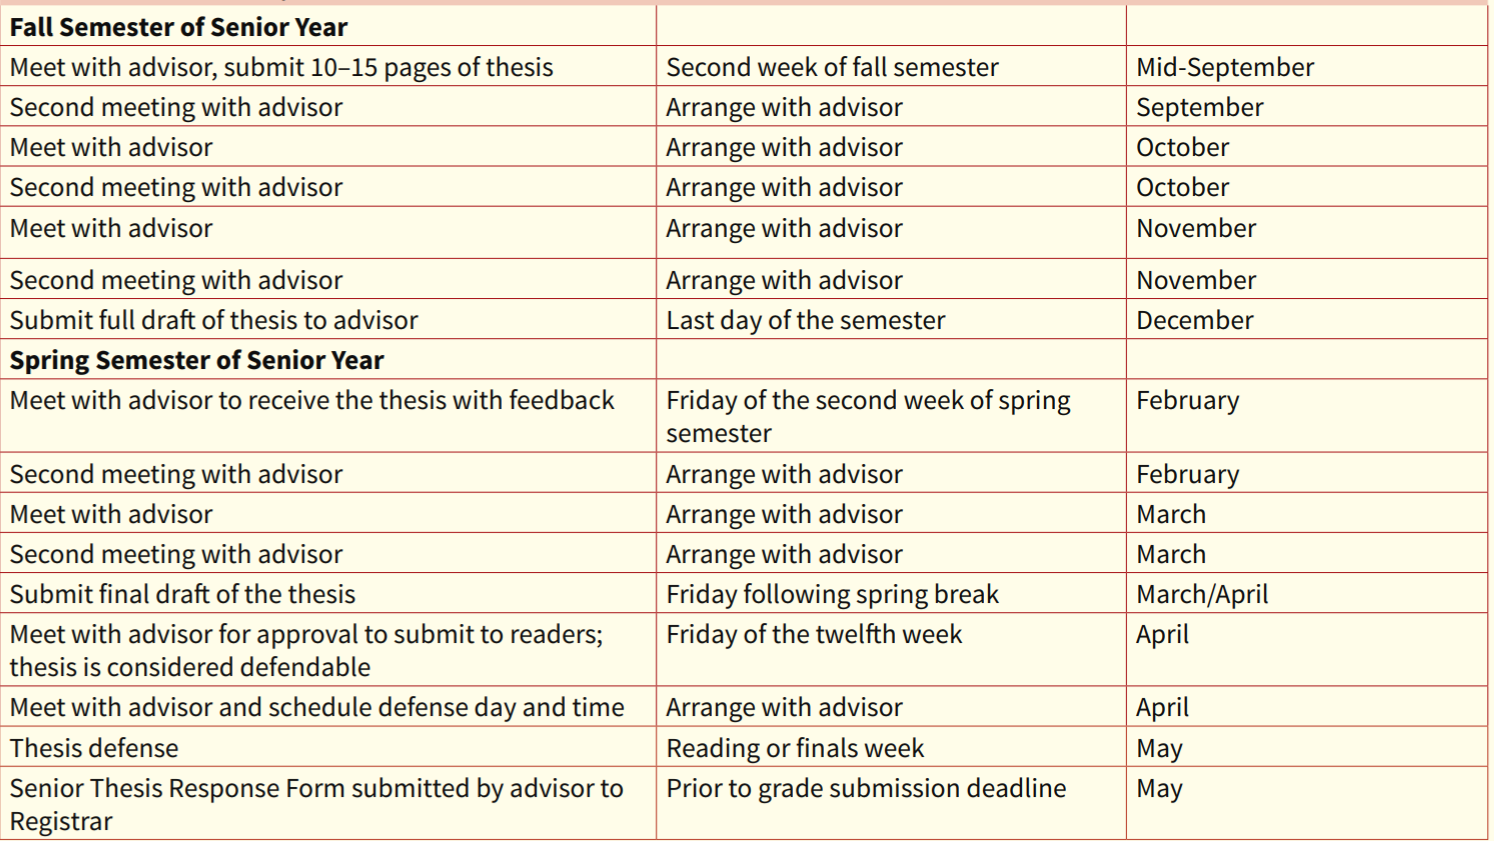 Fall Semester of Senior Year
Meet with advisor, submit 10–15 pages of thesis Second week of fall semester Mid-September
Second meeting with advisor Arrange with advisor September
Meet with advisor Arrange with advisor October
Second meeting with advisor Arrange with advisor October
Meet with advisor Arrange with advisor November
Second meeting with advisor Arrange with advisor November
Submit full draft of thesis to advisor Last day of the semester December
Spring Semester of Senior Year
Meet with advisor to receive the thesis with feedback Friday of the second week of spring February
semester
Second meeting with advisor Arrange with advisor February
Meet with advisor Arrange with advisor March
Second meeting with advisor Arrange with advisor March
Submit final draft of the thesis Friday following spring break March/April
Meet with advisor for approval to submit to readers; Friday of the twelfth week April
thesis is considered defendable
Meet with advisor and schedule defense day and time Arrange with advisor April
Thesis defense Reading or finals week May
Senior Thesis Response Form submitted by advisor to Prior to grade submission deadline May
Registrar